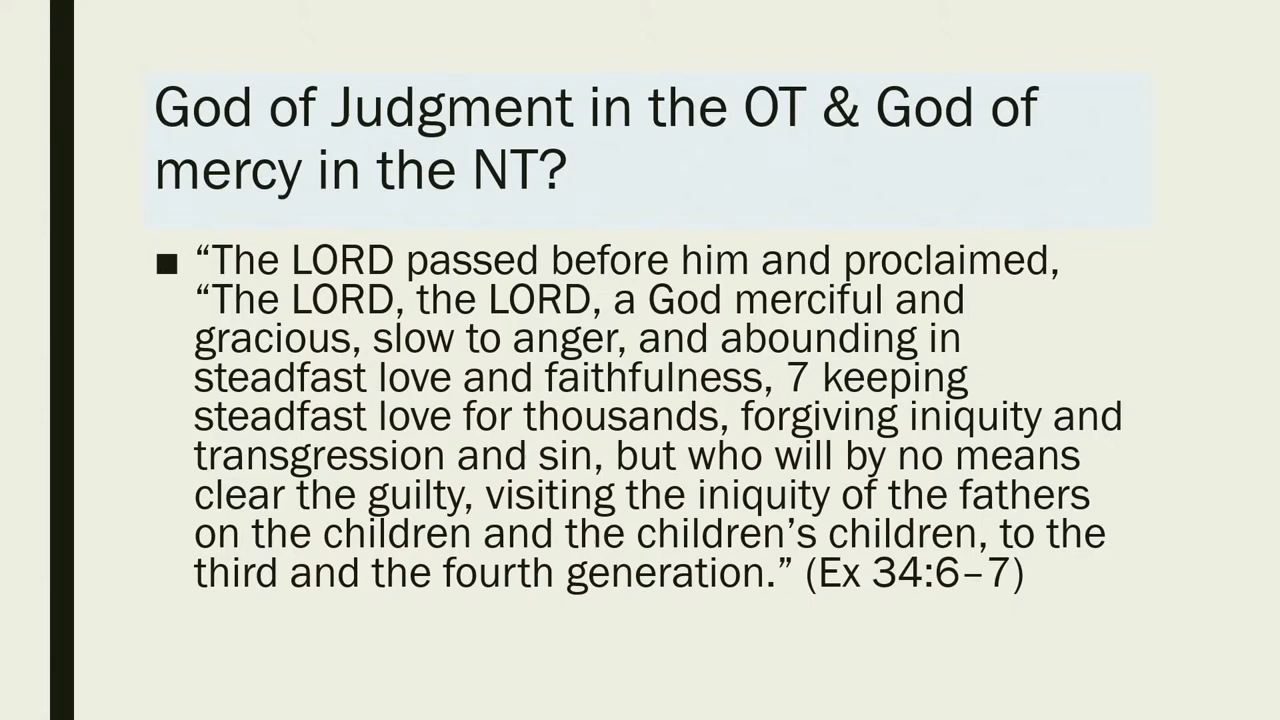 God of Judgment in the OT & God of
mercy in the NT?
■ “The LORD passed before him and proclaimed,
“The LORD, the LORD, a God merciful and
gracious, slow to anger, and abounding in
steadfast love and faithfulness, 7 keeping
steadfast love for thousands, forgiving iniquity and
transgression and sin, but who will by no means
clear the guilty, visiting the iniquity of the fathers
on the children and the children’s children, to the
third and the fourth generation.” (Ex 34:6–7)